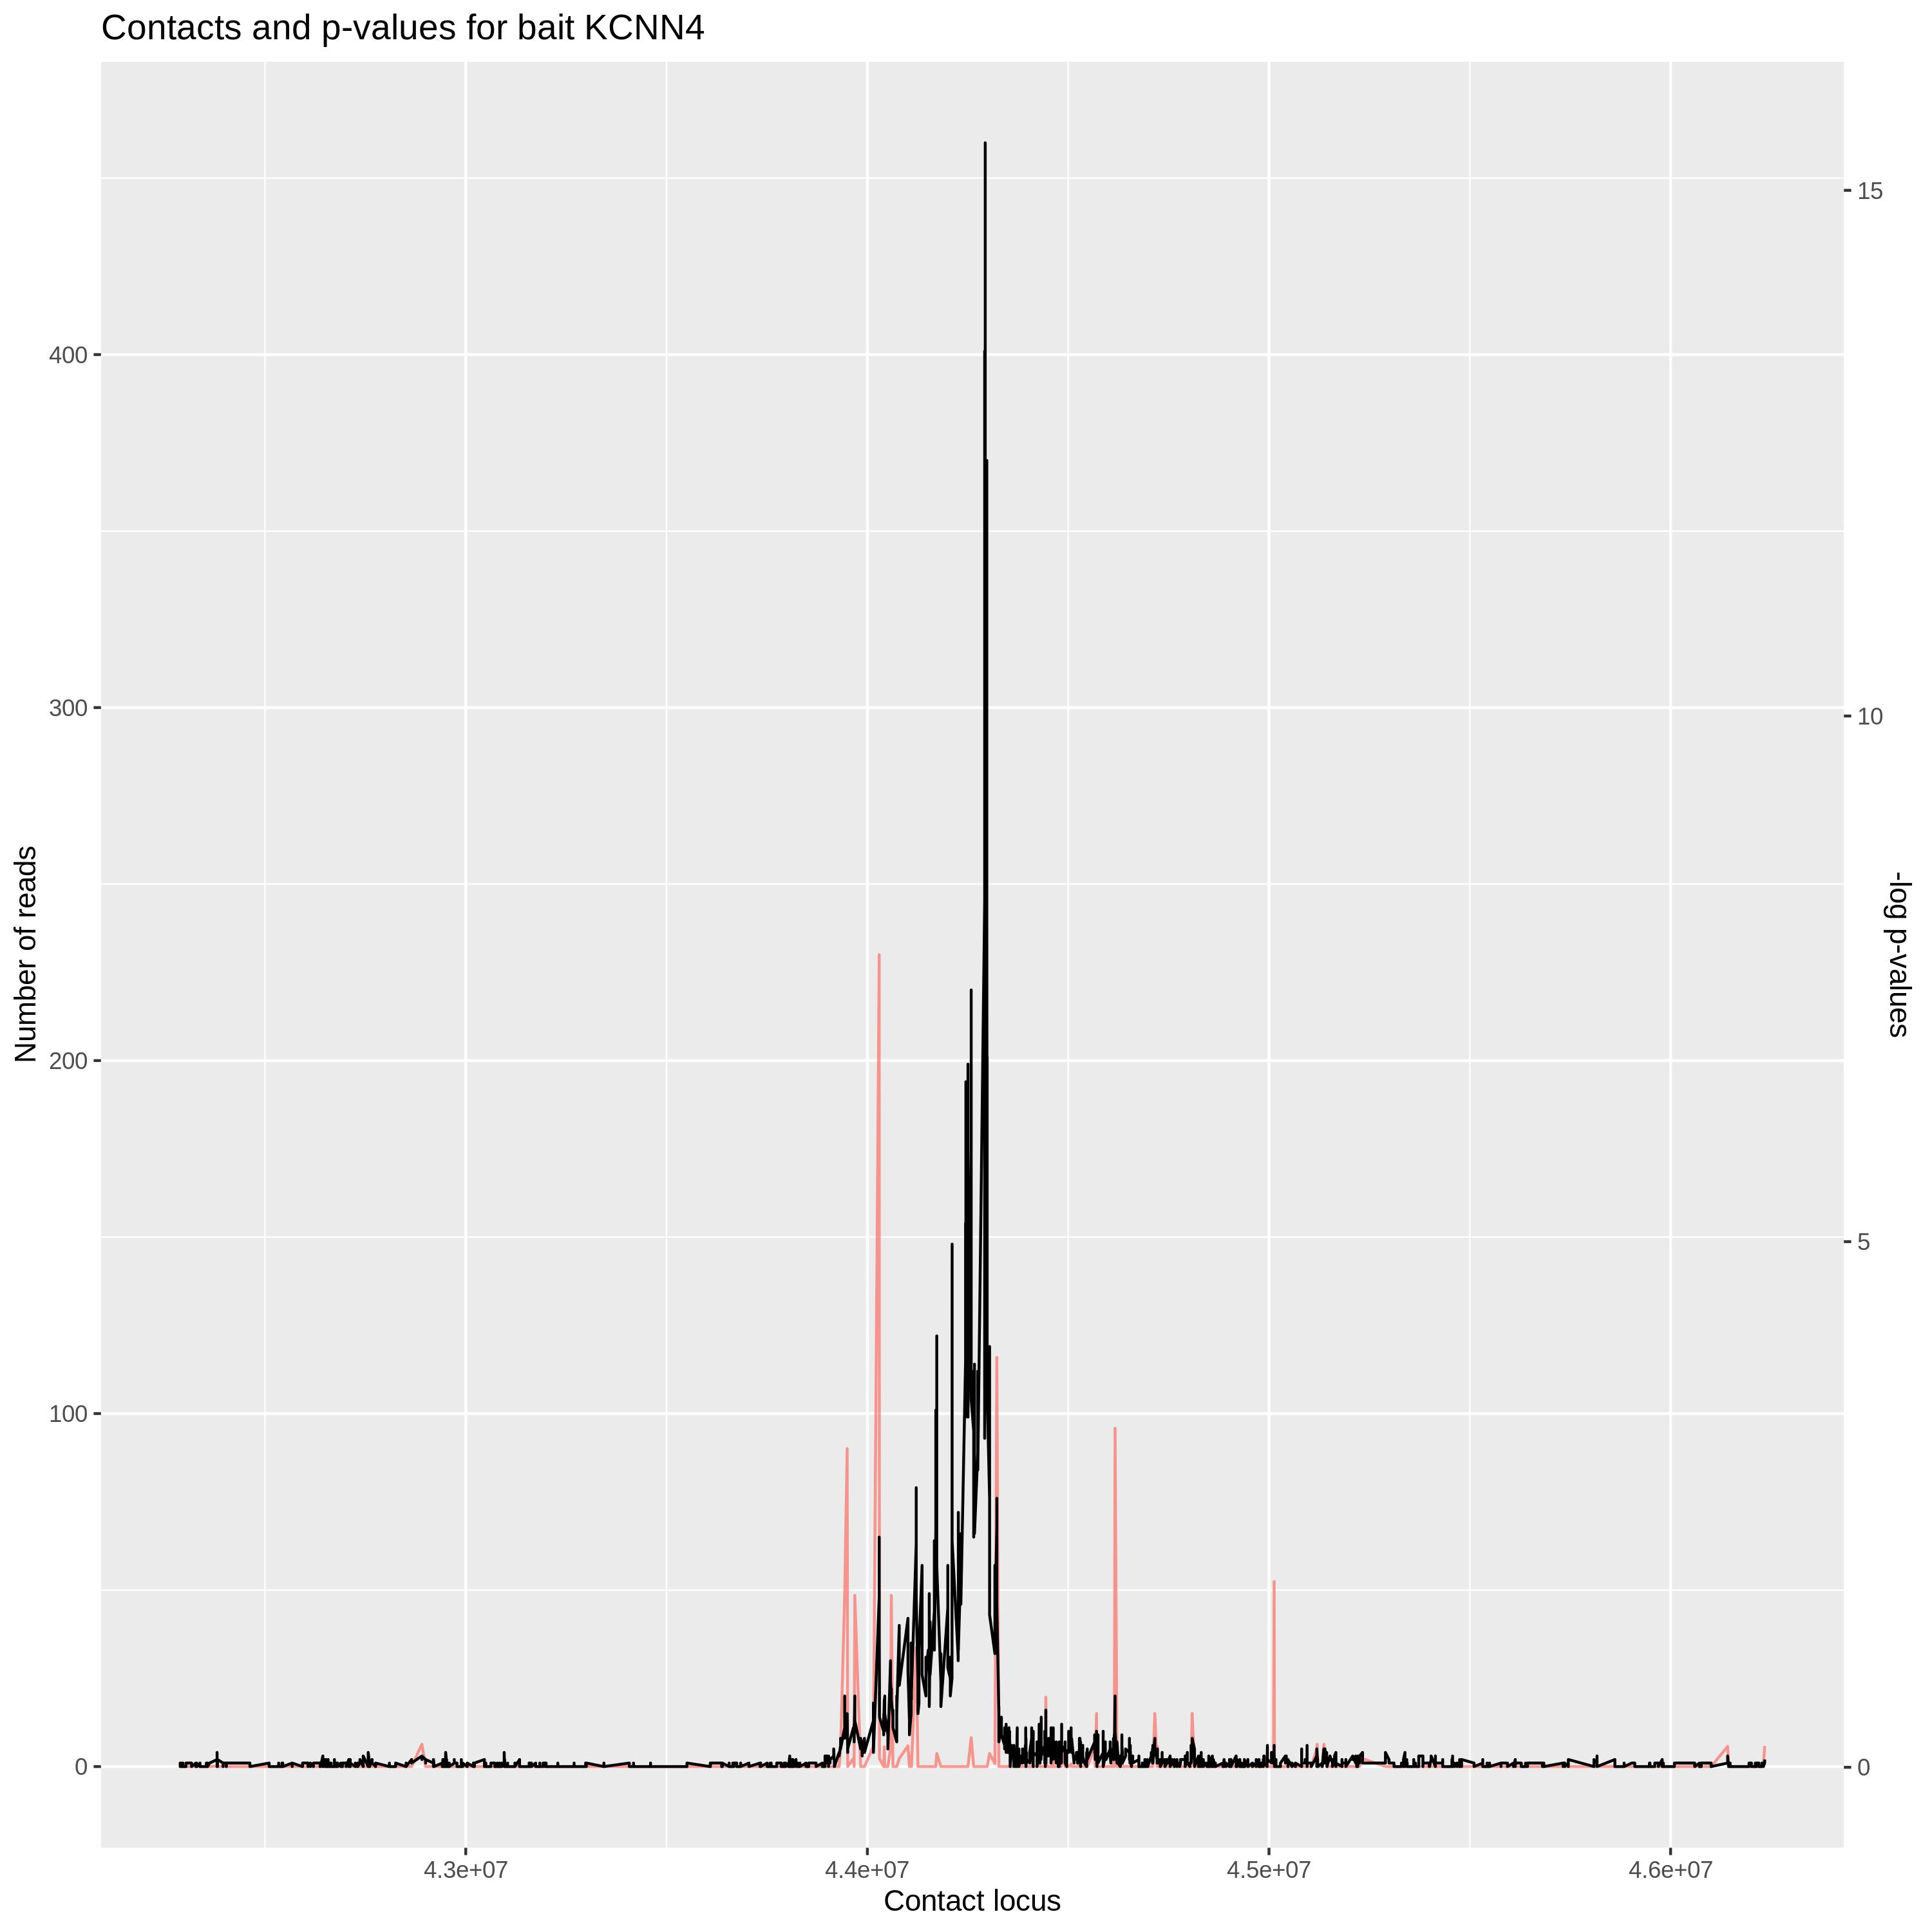 Contacts and p-values for bait KCNN4
400
300
200
100
0
Number of reads
15
10
5
0
-log p-values
4.3e+07
4.4e+07
4.5e+07
4.6e+07
Contact locus